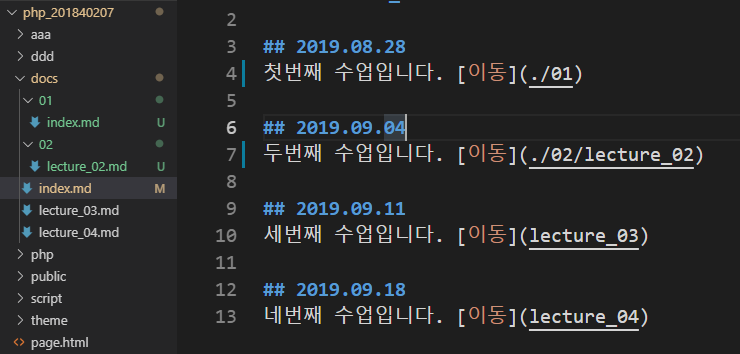 php_201840207
aaa
ddd
docs
01
index.md U
02
lecture_02.md U
index.md M
lecture_03.md
lecture_04.md
php
public
script
theme
page.html
2
3 ## 2019.08.28
4 첫번째 수업입니다. [이동](./01)
5
6 ## 2019.09.04
7 두번째 수업입니다. [이동](./02/lecture_02)
8
9 ## 2019.09.11
10 세번째 수업입니다. [이동](lecture_03)
11
12 ## 2019.09.18
13 네번째 수업입니다. [이동](lecture_04)